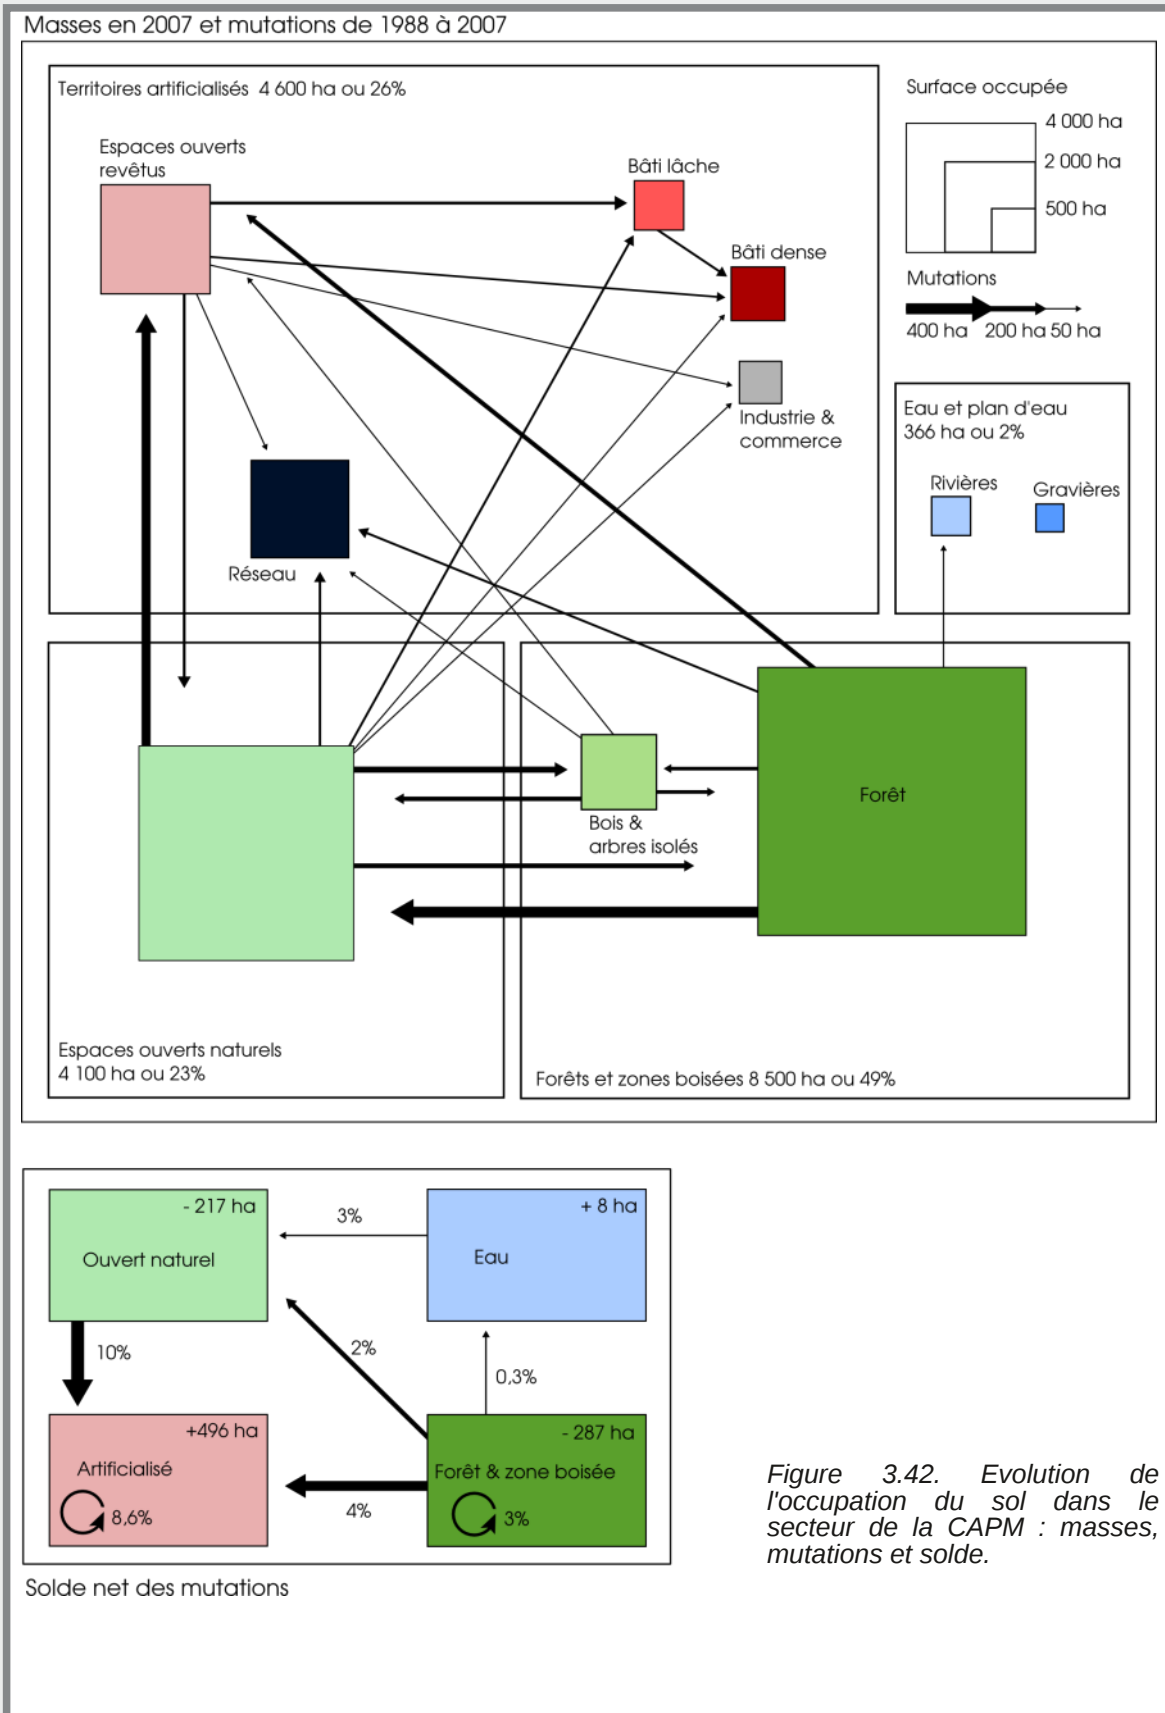 Masses en 2007 et mutations de 1988 à 2007
Territoires artificialisés 4 600 ha ou 26%
Espaces ouverts
revêtus
Bâti lâche
Bâti dense
Industrie &
commerce
Réseau
Surface occupée
4 000 ha
2 000 ha
500 ha
Mutations
400 ha 200 ha 50 ha
Eau et plan d'eau
366 ha ou 2%
Rivières
Gravières
Forêt
Bois &
arbres isolés
Espaces ouverts naturels
4 100 ha ou 23%
Forêts et zones boisées 8 500 ha ou 49%
- 217 ha
Ouvert naturel
3%
+ 8 ha
Eau
10%
2%
0,3%
+496 ha
Artificialisé
8,6%
4%
- 287 ha
Forêt & zone boisée
3%
Solde net des mutations
Figure 3.42. Evolution de
l'occupation du sol dans le
secteur de la CAPM : masses,
mutations et solde.